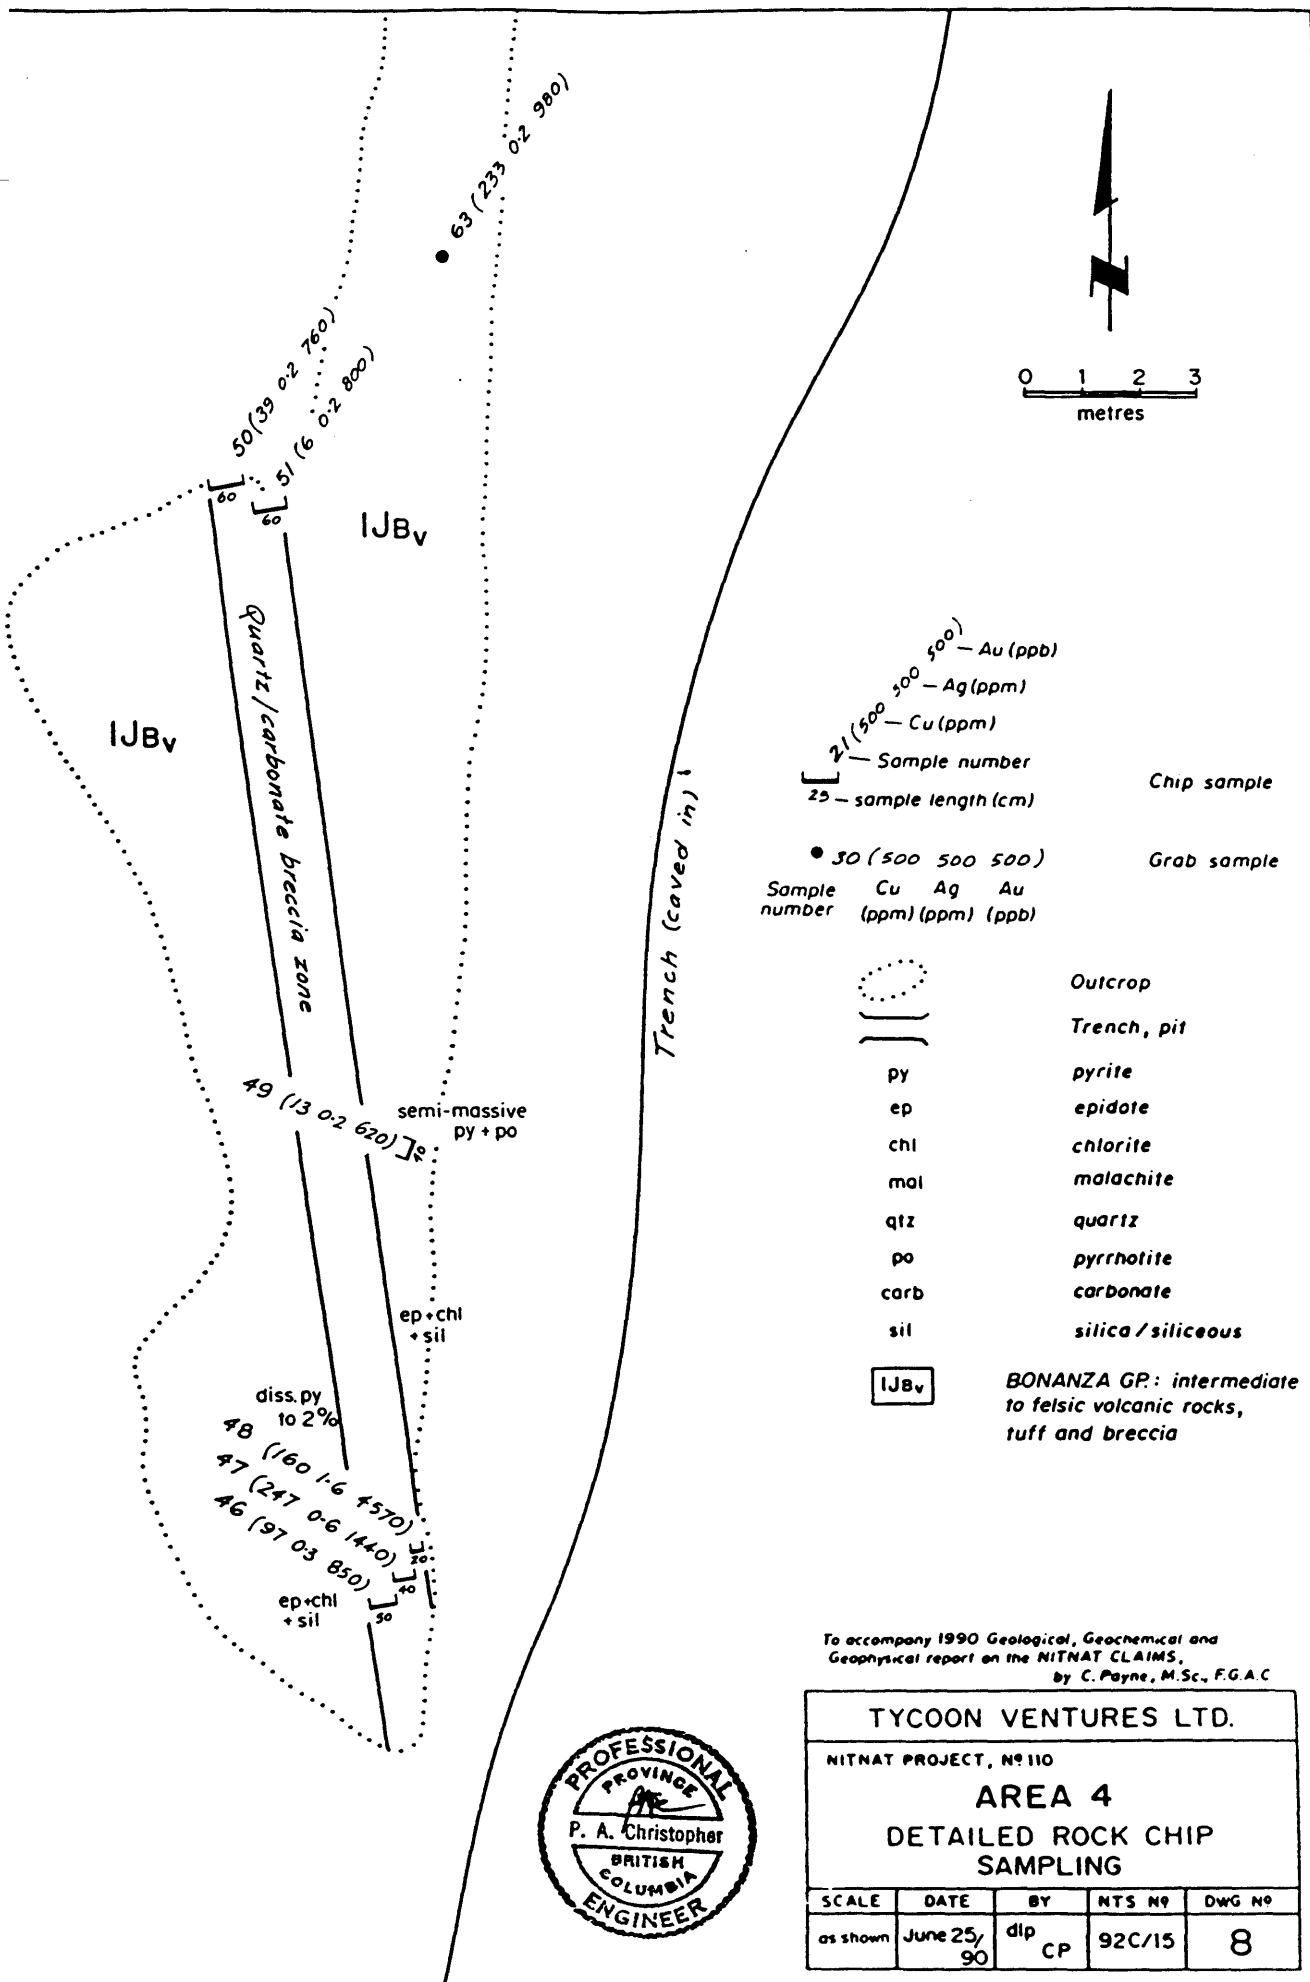 63 (233 0.2 980)
50 (39 0.2 760)
60
51 (6 0.2 800)
60
IJBv
IJBv
Quartz/carbonate breccia zone
49 (13 0.2 620)
40
semi-massive
py + po
ep+chl
+ sil
diss. py
to 2%
48 (160 1.6 4570)
20
47 (247 0.6 1440)
40
46 (97 0.3 850)
50
ep+chl
+ sil
Trench (caved in)
0 1 2 3
metres
21 (500 500 500)
Au (ppb)
Ag (ppm)
Cu (ppm)
Sample number
25 – sample length (cm)
Chip sample
30 (500 500 500)
Grab sample
Sample number
Cu (ppm)
Ag (ppm)
Au (ppb)
Outcrop
Trench, pit
py pyrite
ep epidote
chl chlorite
mal malachite
qtz quartz
po pyrrhotite
carb carbonate
sil silica/siliceous
IJBv
BONANZA GP.: intermediate
to felsic volcanic rocks,
tuff and breccia
To accompany 1990 Geological, Geochemical and
Geophysical report on the NITNAT CLAIMS,
by C. Payne, M.Sc., F.G.A.C
TYCOON VENTURES LTD.
NITNAT PROJECT, Nº 110
AREA 4
DETAILED ROCK CHIP
SAMPLING
SCALE DATE BY NTS Nº DWG Nº
as shown June 25/90 dlp CP 92C/15 8
PROFESSIONAL
PROVINCE
P. A. Christopher
BRITISH
COLUMBIA
ENGINEER